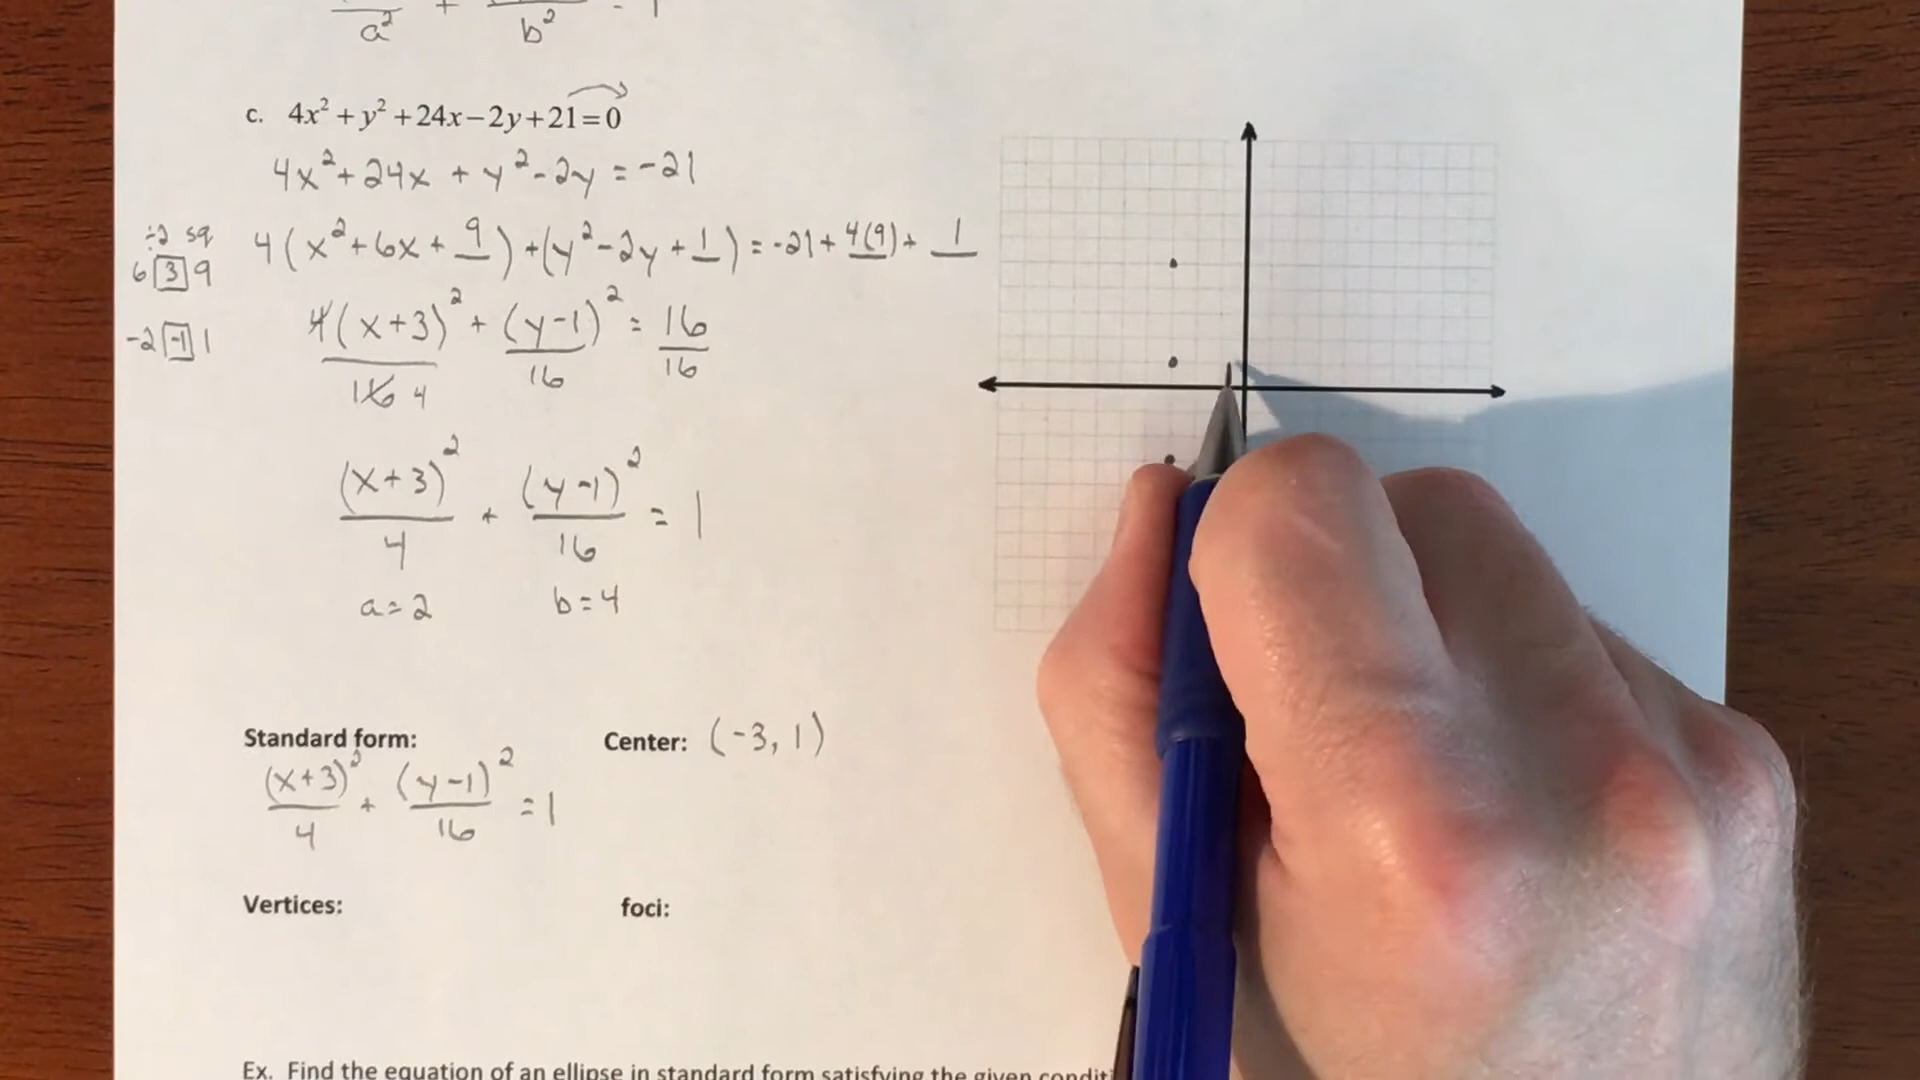 a² + b² = 1
c. 4x² + y² + 24x − 2y + 21 = 0
4x² + 24x + y² - 2y = -21
÷2 sq
4(x² + 6x + 9) + (y² - 2y + 1) = -21 + 4(9) + 1
6 3 9
4(x+3)² + (y-1)² = 16
-2 -1 1
16 4 16 16
(x+3)² + (y-1)² = 1
4 16
a = 2 b = 4
Standard form: Center: (-3, 1)
(x+3)² + (y-1)² = 1
4 16
Vertices: foci:
Ex. Find the equation of an ellipse in standard form satisfying the given